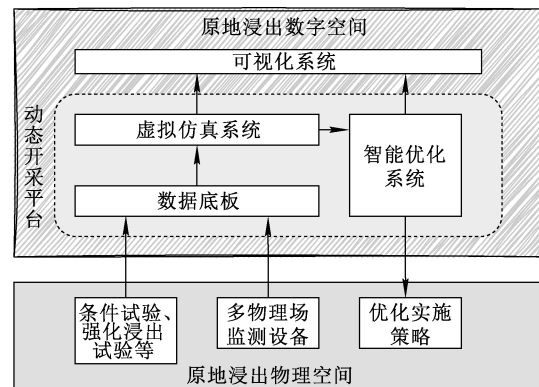 原地浸出数字空间
可视化系统
动态开采平台
虚拟仿真系统
智能优化
系统
数据底板
条件试验、
强化浸出
试验等
多物理场
监测设备
优化实施
策略
原地浸出物理空间